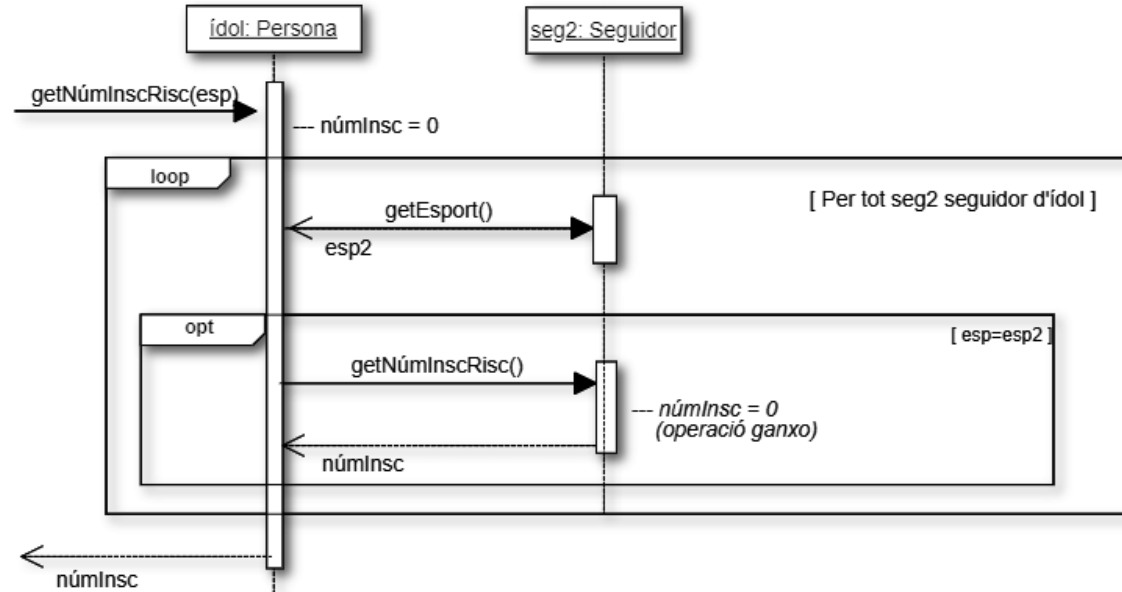 ídol: Persona
seg2: Seguidor
getNúmInscRisc(esp)
--- númInsc = 0
loop
[ Per tot seg2 seguidor d'ídol ]
getEsport()
esp2
opt
[ esp=esp2 ]
getNúmInscRisc()
--- númInsc = 0
(operació ganxo)
númInsc
númInsc